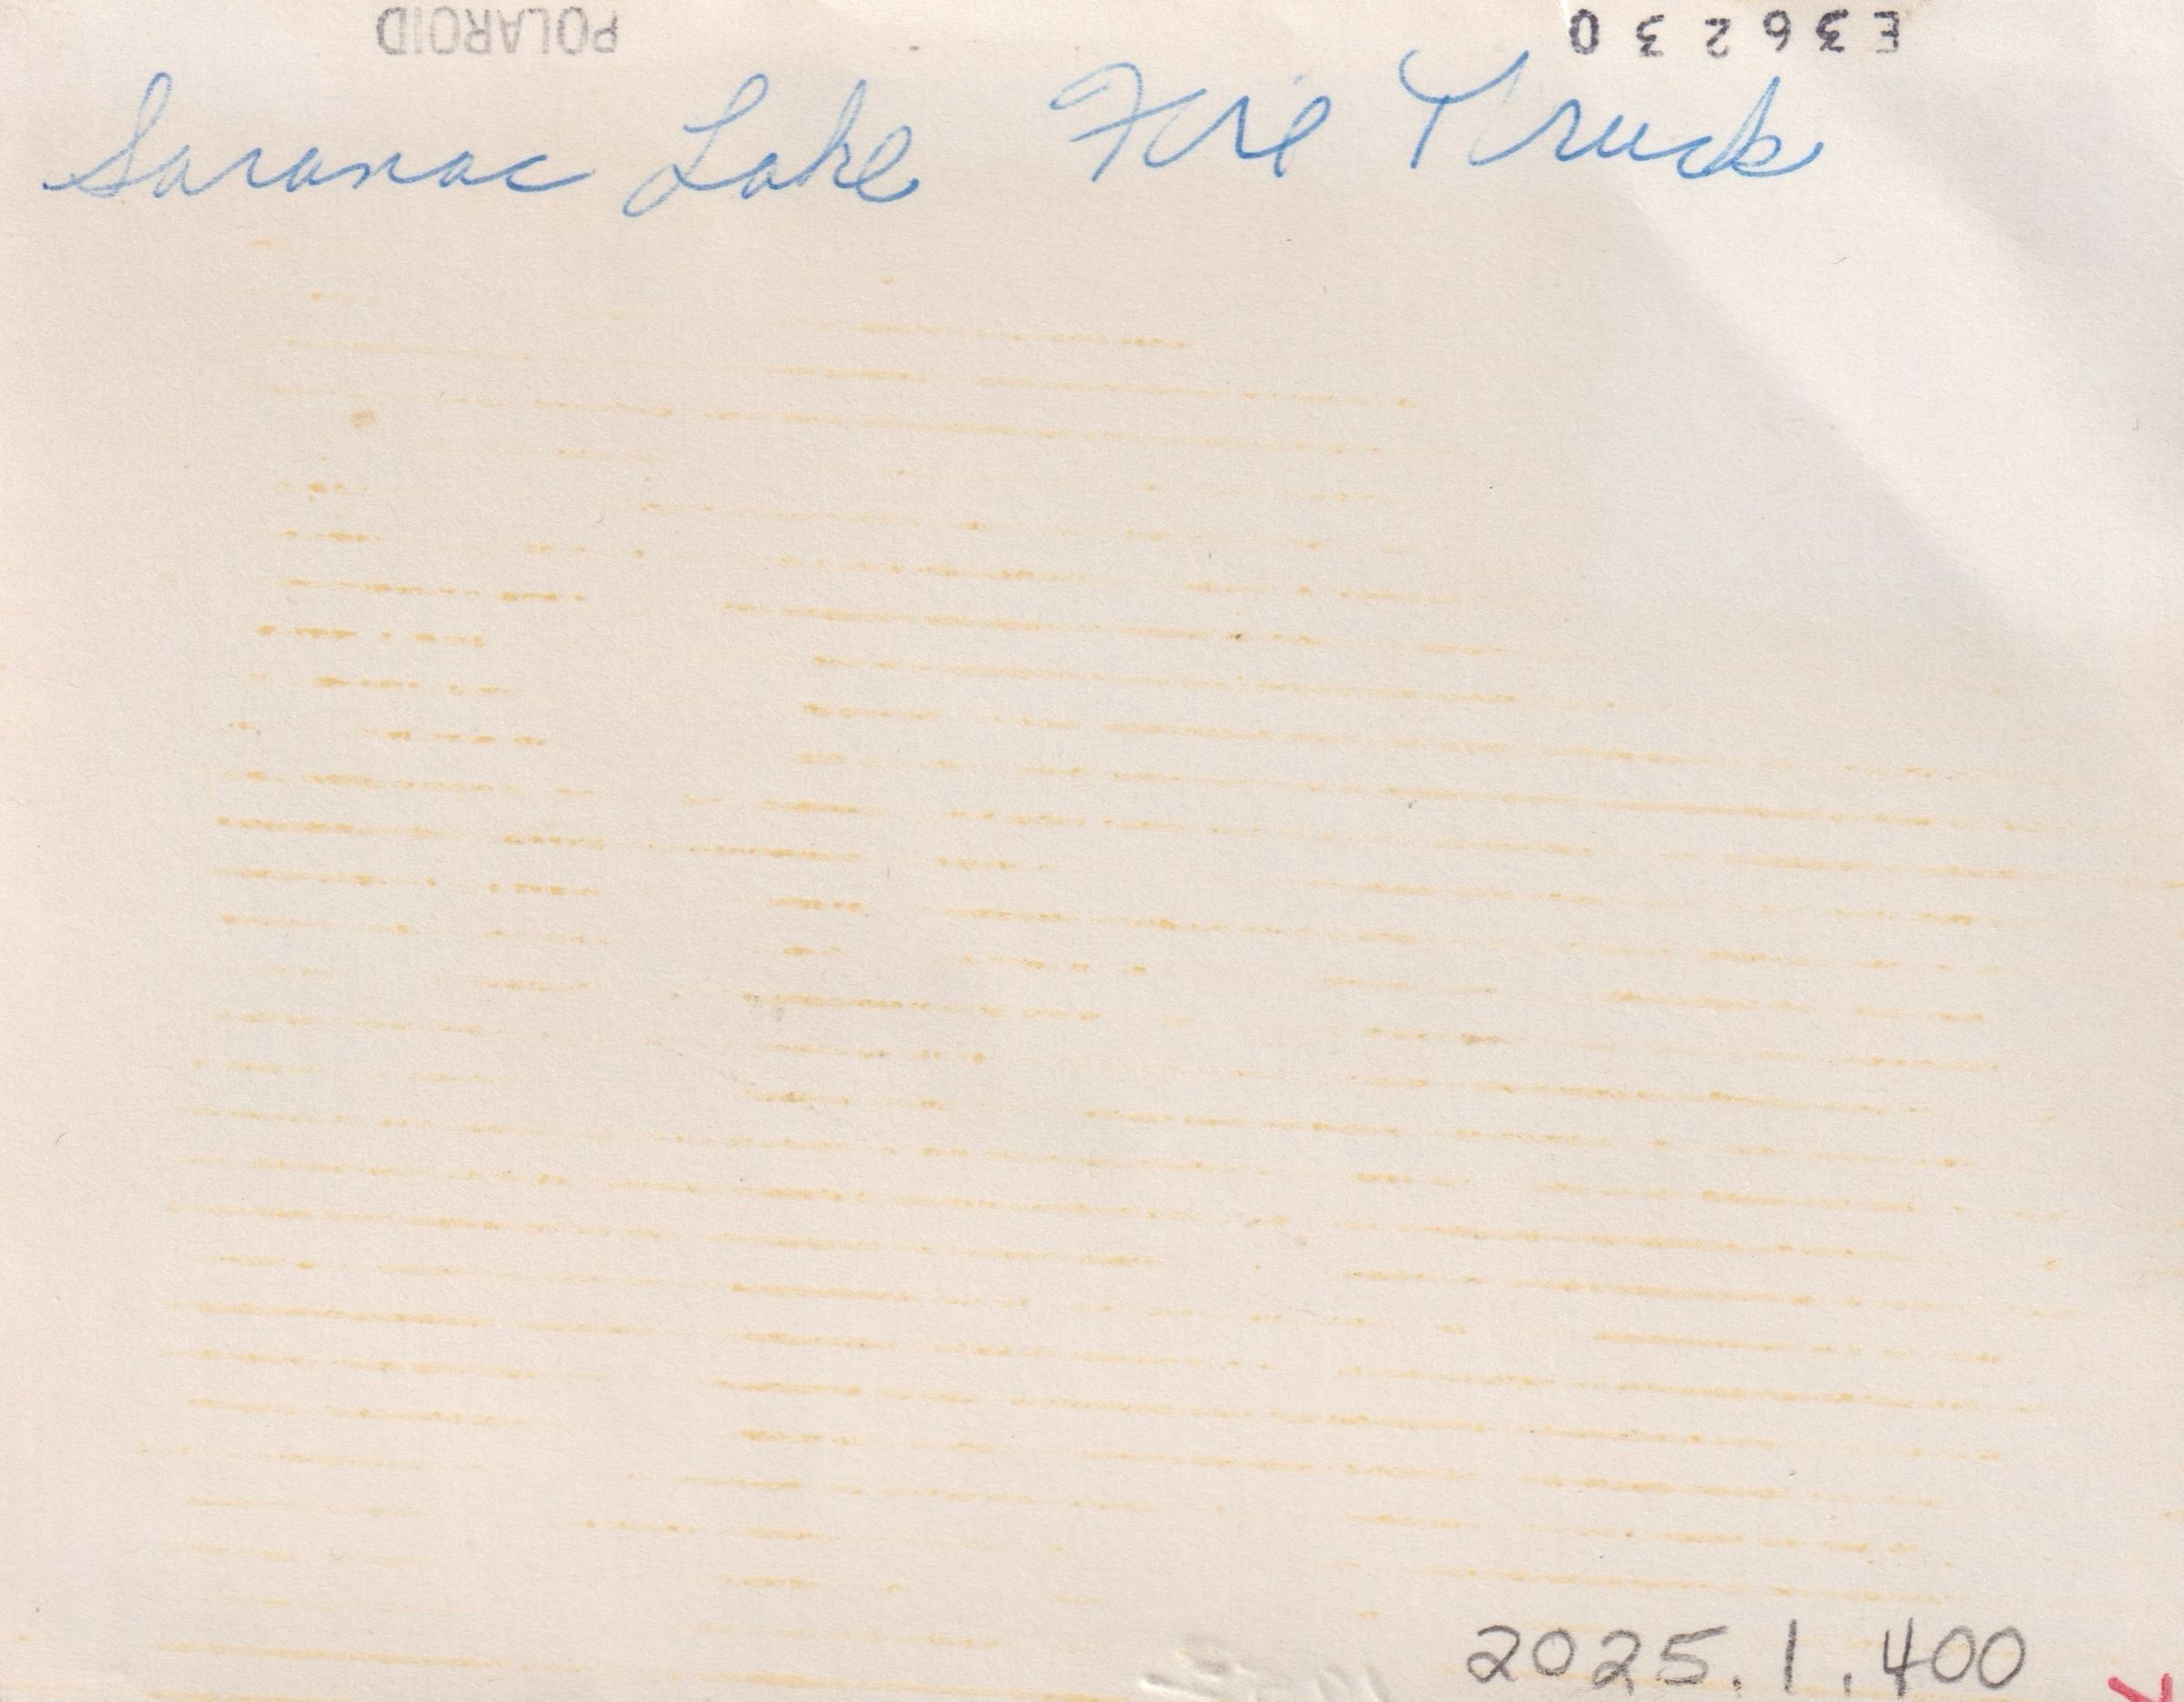 POLAROID
E36230
Saranac Lake Fire Truck
2025.1.400